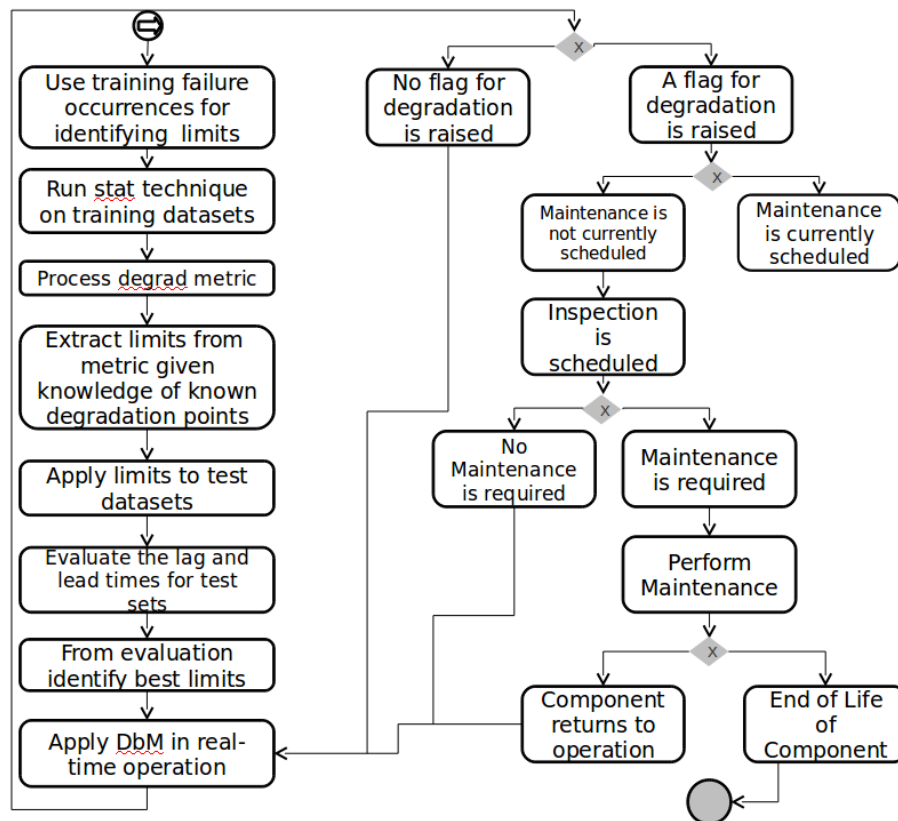 Use training failure
occurrences for
identifying limits
Run stat technique
on training datasets
Process degrad metric
Extract limits from
metric given
knowledge of known
degradation points
Apply limits to test
datasets
Evaluate the lag and
lead times for test
sets
From evaluation
identify best limits
Apply DbM in real-
time operation
X
No flag for
degradation
is raised
A flag for
degradation
is raised
X
Maintenance is
not currently
scheduled
Maintenance
is currently
scheduled
Inspection
is
scheduled
X
No
Maintenance
is required
Maintenance
is required
Perform
Maintenance
X
Component
returns to
operation
End of Life
of
Component